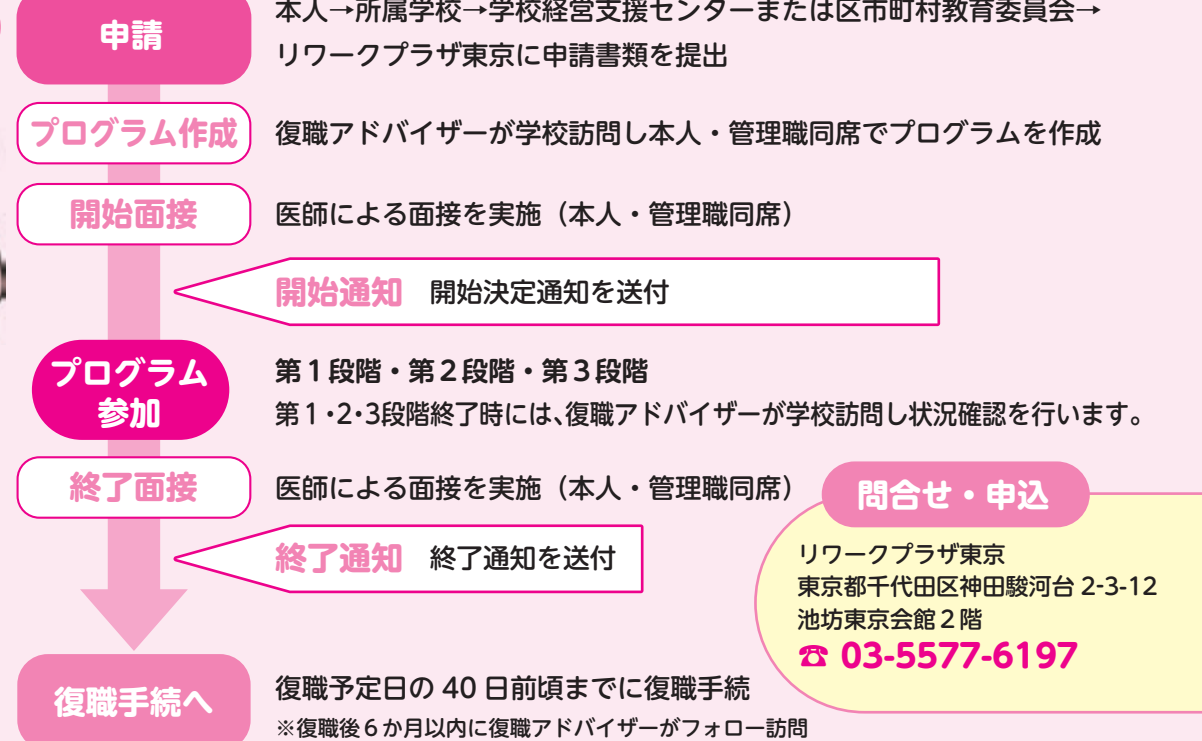 申請
本人→所属学校→学校経営支援センターまたは区市町村教育委員会→
リワークプラザ東京に申請書類を提出
プログラム作成
復職アドバイザーが学校訪問し本人・管理職同席でプログラムを作成
開始面接
医師による面接を実施（本人・管理職同席）
開始通知 開始決定通知を送付
プログラム
参加
第１段階・第２段階・第３段階
第１・２・３段階終了時には、復職アドバイザーが学校訪問し状況確認を行います。
終了面接
医師による面接を実施（本人・管理職同席）
終了通知 終了通知を送付
問合せ・申込
リワークプラザ東京
東京都千代田区神田駿河台 2-3-12
池坊東京会館２階
☎ 03-5577-6197
復職手続へ
復職予定日の 40 日前頃までに復職手続
※復職後６か月以内に復職アドバイザーがフォロー訪問